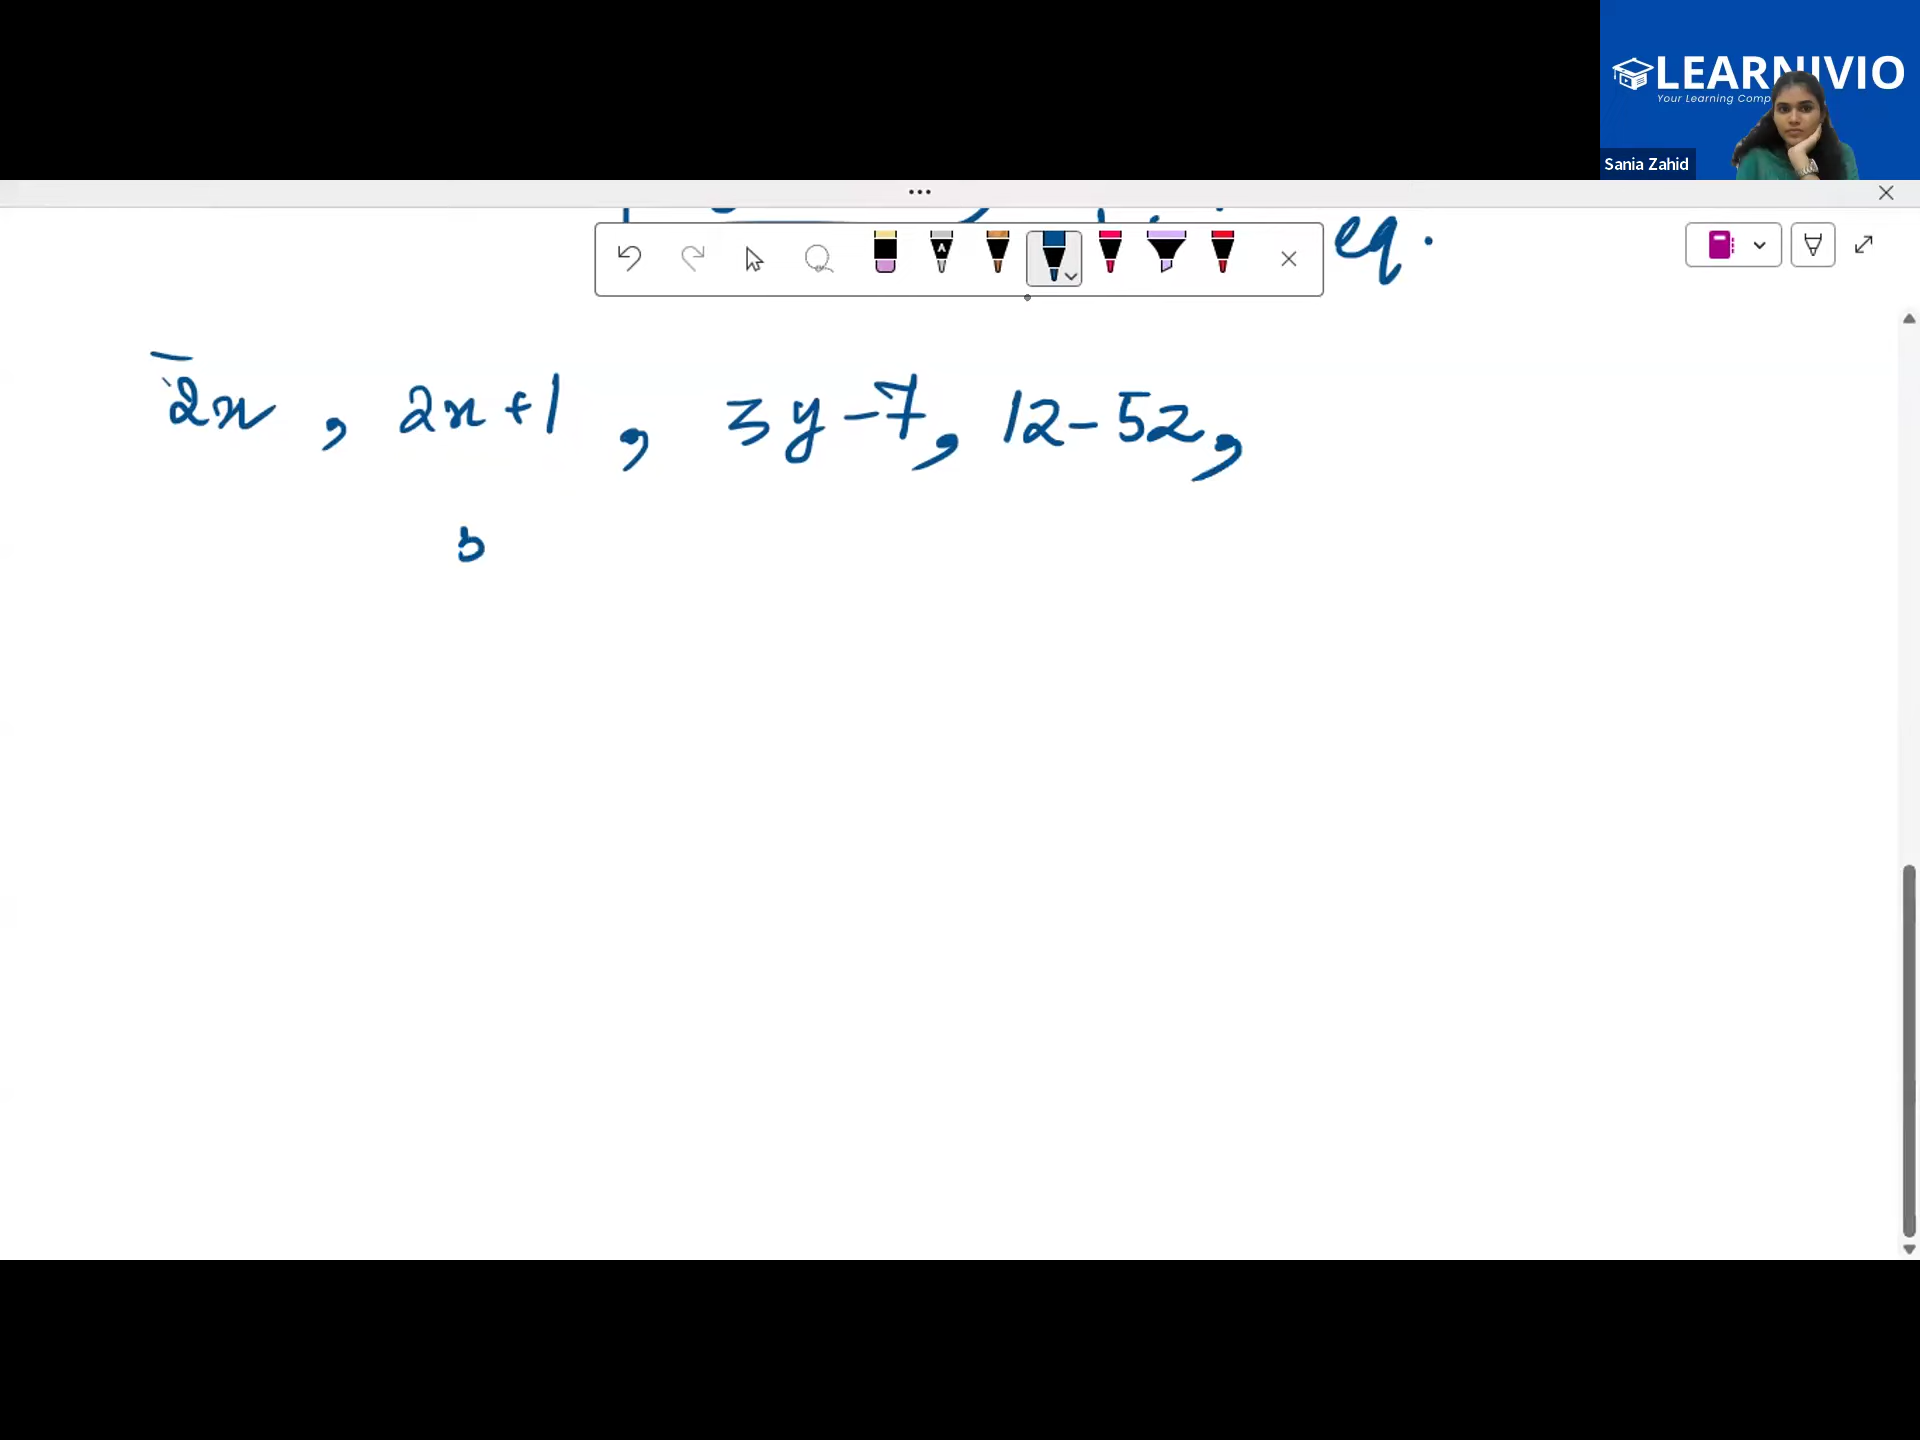 LEARNIVIO
Your Learning Comp
Sania Zahid
eq.
2x , 2x+1 , 3y-7, 12-5z,